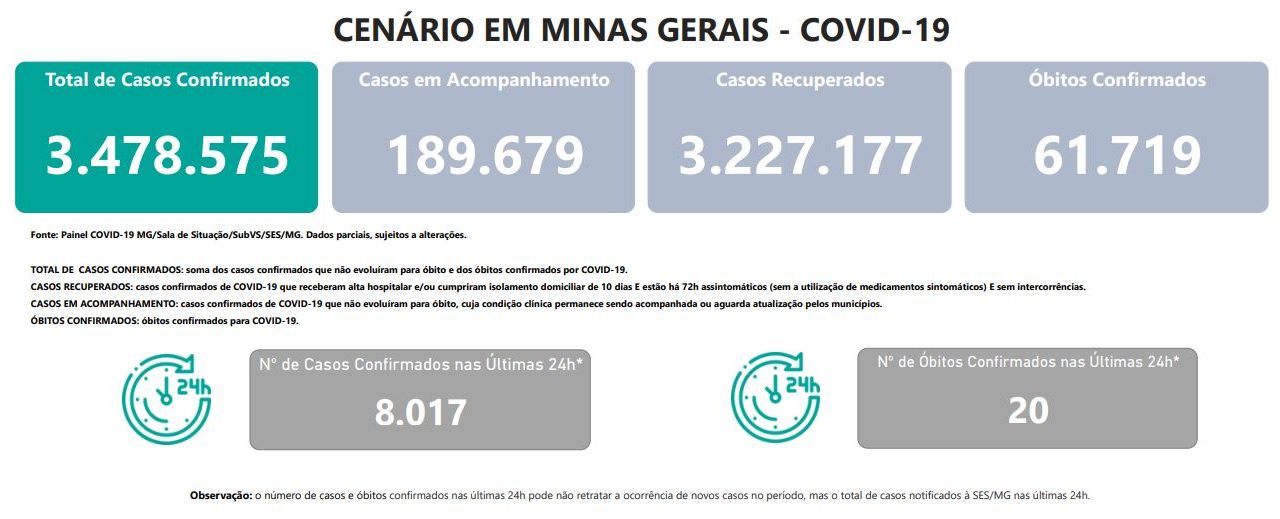 CENÁRIO EM MINAS GERAIS - COVID-19
Total de Casos Confirmados
3.478.575
Casos em Acompanhamento
189.679
Casos Recuperados
3.227.177
Óbitos Confirmados
61.719
Fonte: Painel COVID-19 MG/Sala de Situação/SubVS/SES/MG. Dados parciais, sujeitos a alterações.
TOTAL DE CASOS CONFIRMADOS: soma dos casos confirmados que não evoluíram para óbito e dos óbitos confirmados por COVID-19.
CASOS RECUPERADOS: casos confirmados de COVID-19 que receberam alta hospitalar e/ou cumpriram isolamento domiciliar de 10 dias E estão há 72h assintomáticos (sem a utilização de medicamentos sintomáticos) E sem intercorrências.
CASOS EM ACOMPANHAMENTO: casos confirmados de COVID-19 que não evoluíram para óbito, cuja condição clínica permanece sendo acompanhada ou aguarda atualização pelos municípios.
ÓBITOS CONFIRMADOS: óbitos confirmados para COVID-19.
24h
Nº de Casos Confirmados nas Últimas 24h*
8.017
24h
Nº de Óbitos Confirmados nas Últimas 24h*
20
Observação: o número de casos e óbitos confirmados nas últimas 24h pode não retratar a ocorrência de novos casos no período, mas o total de casos notificados à SES/MG nas últimas 24h.